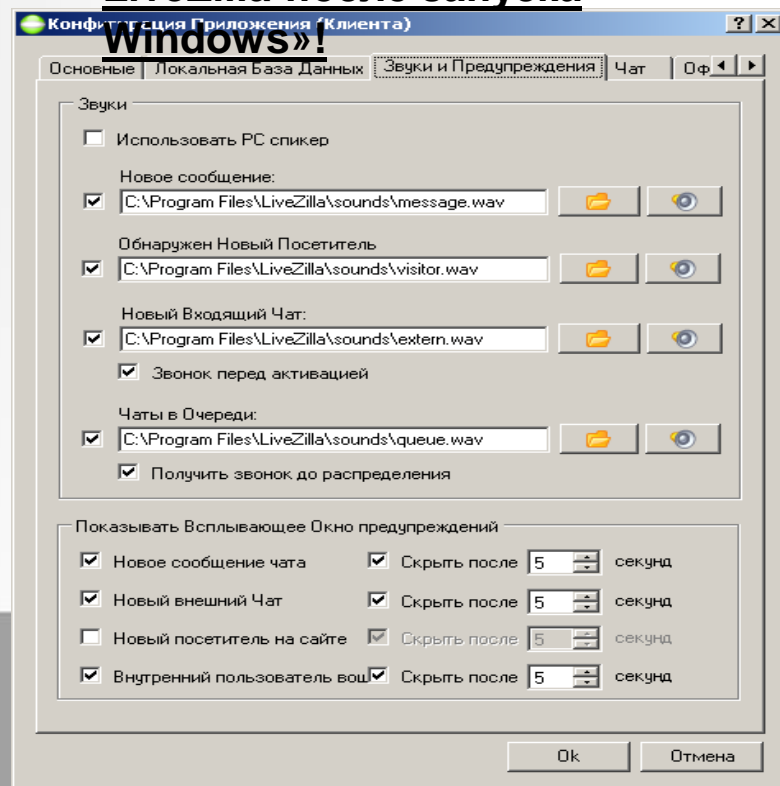 после запуска
Windows»!
Конфигурация Приложения (Клиента)
Основные Локальная База Данных Звуки и Предупреждения Чат Оф
Звуки
Использовать PC спикер
Новое сообщение:
C:\Program Files\LiveZilla\sounds\message.wav
Обнаружен Новый Посетитель
C:\Program Files\LiveZilla\sounds\visitor.wav
Новый Входящий Чат:
C:\Program Files\LiveZilla\sounds\extern.wav
Звонок перед активацией
Чаты в Очереди:
C:\Program Files\LiveZilla\sounds\queue.wav
Получить звонок до распределения
Показывать Всплывающее Окно предупреждений
Новое сообщение чата Скрыть после 5 секунд
Новый внешний Чат Скрыть после 5 секунд
Новый посетитель на сайте Скрыть после 5 секунд
Внутренний пользователь вош Скрыть после 5 секунд
Ok Отмена